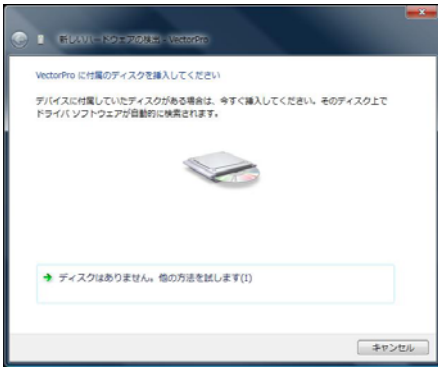 新しいハードウェアの検出 - VectorPro
VectorPro に付属のディスクを挿入してください
デバイスに付属していたディスクがある場合は、今すぐ挿入してください。そのディスク上で
ドライバ ソフトウェアが自動的に検索されます。
ディスクはありません。他の方法を試します(I)
キャンセル